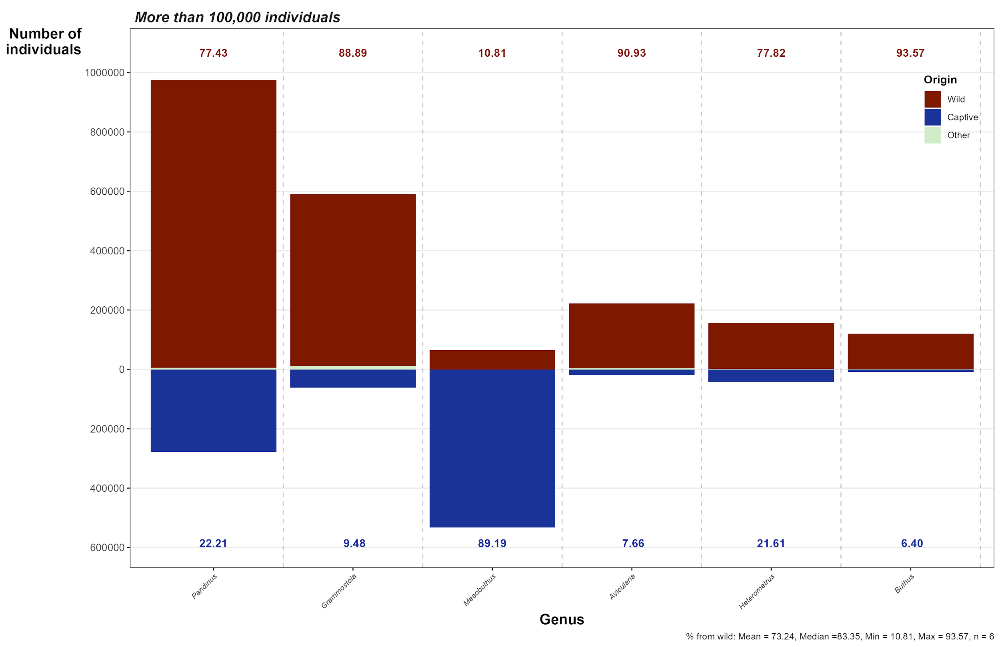 More than 100,000 individuals
Number of
individuals
77.43 88.89 10.81 90.93 77.82 93.57
1000000
800000
600000
400000
200000
0
200000
400000
600000
Origin
Wild
Captive
Other
22.21 9.48 89.19 7.66 21.61 6.40
Pandinus
Grammostola
Mesobuthus
Avicularia
Heterometrus
Buthus
Genus
% from wild: Mean = 73.24, Median =83.35, Min = 10.81, Max = 93.57, n = 6